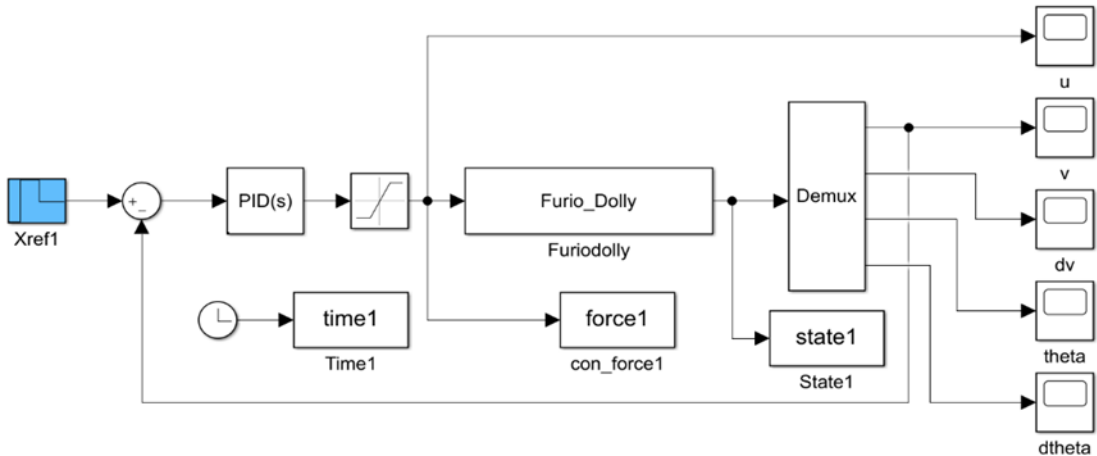 u
v
Demux
PID(s)
Furio_Dolly
Xref1
Furiodolly
dv
time1
force1
state1
Time1
con_force1
State1
theta
dtheta